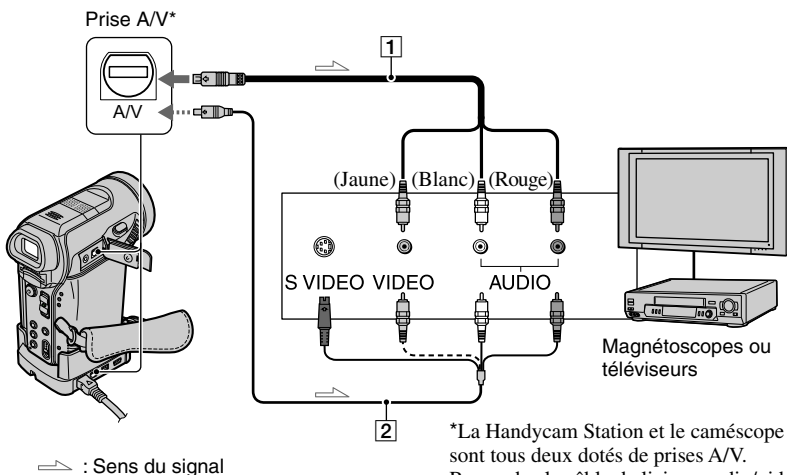 Prise A/V*
1
A/V
(Jaune) (Blanc) (Rouge)
S VIDEO VIDEO AUDIO
Magnétoscopes ou
téléviseurs
2
*La Handycam Station et le caméscope
sont tous deux dotés de prises A/V.
: Sens du signal